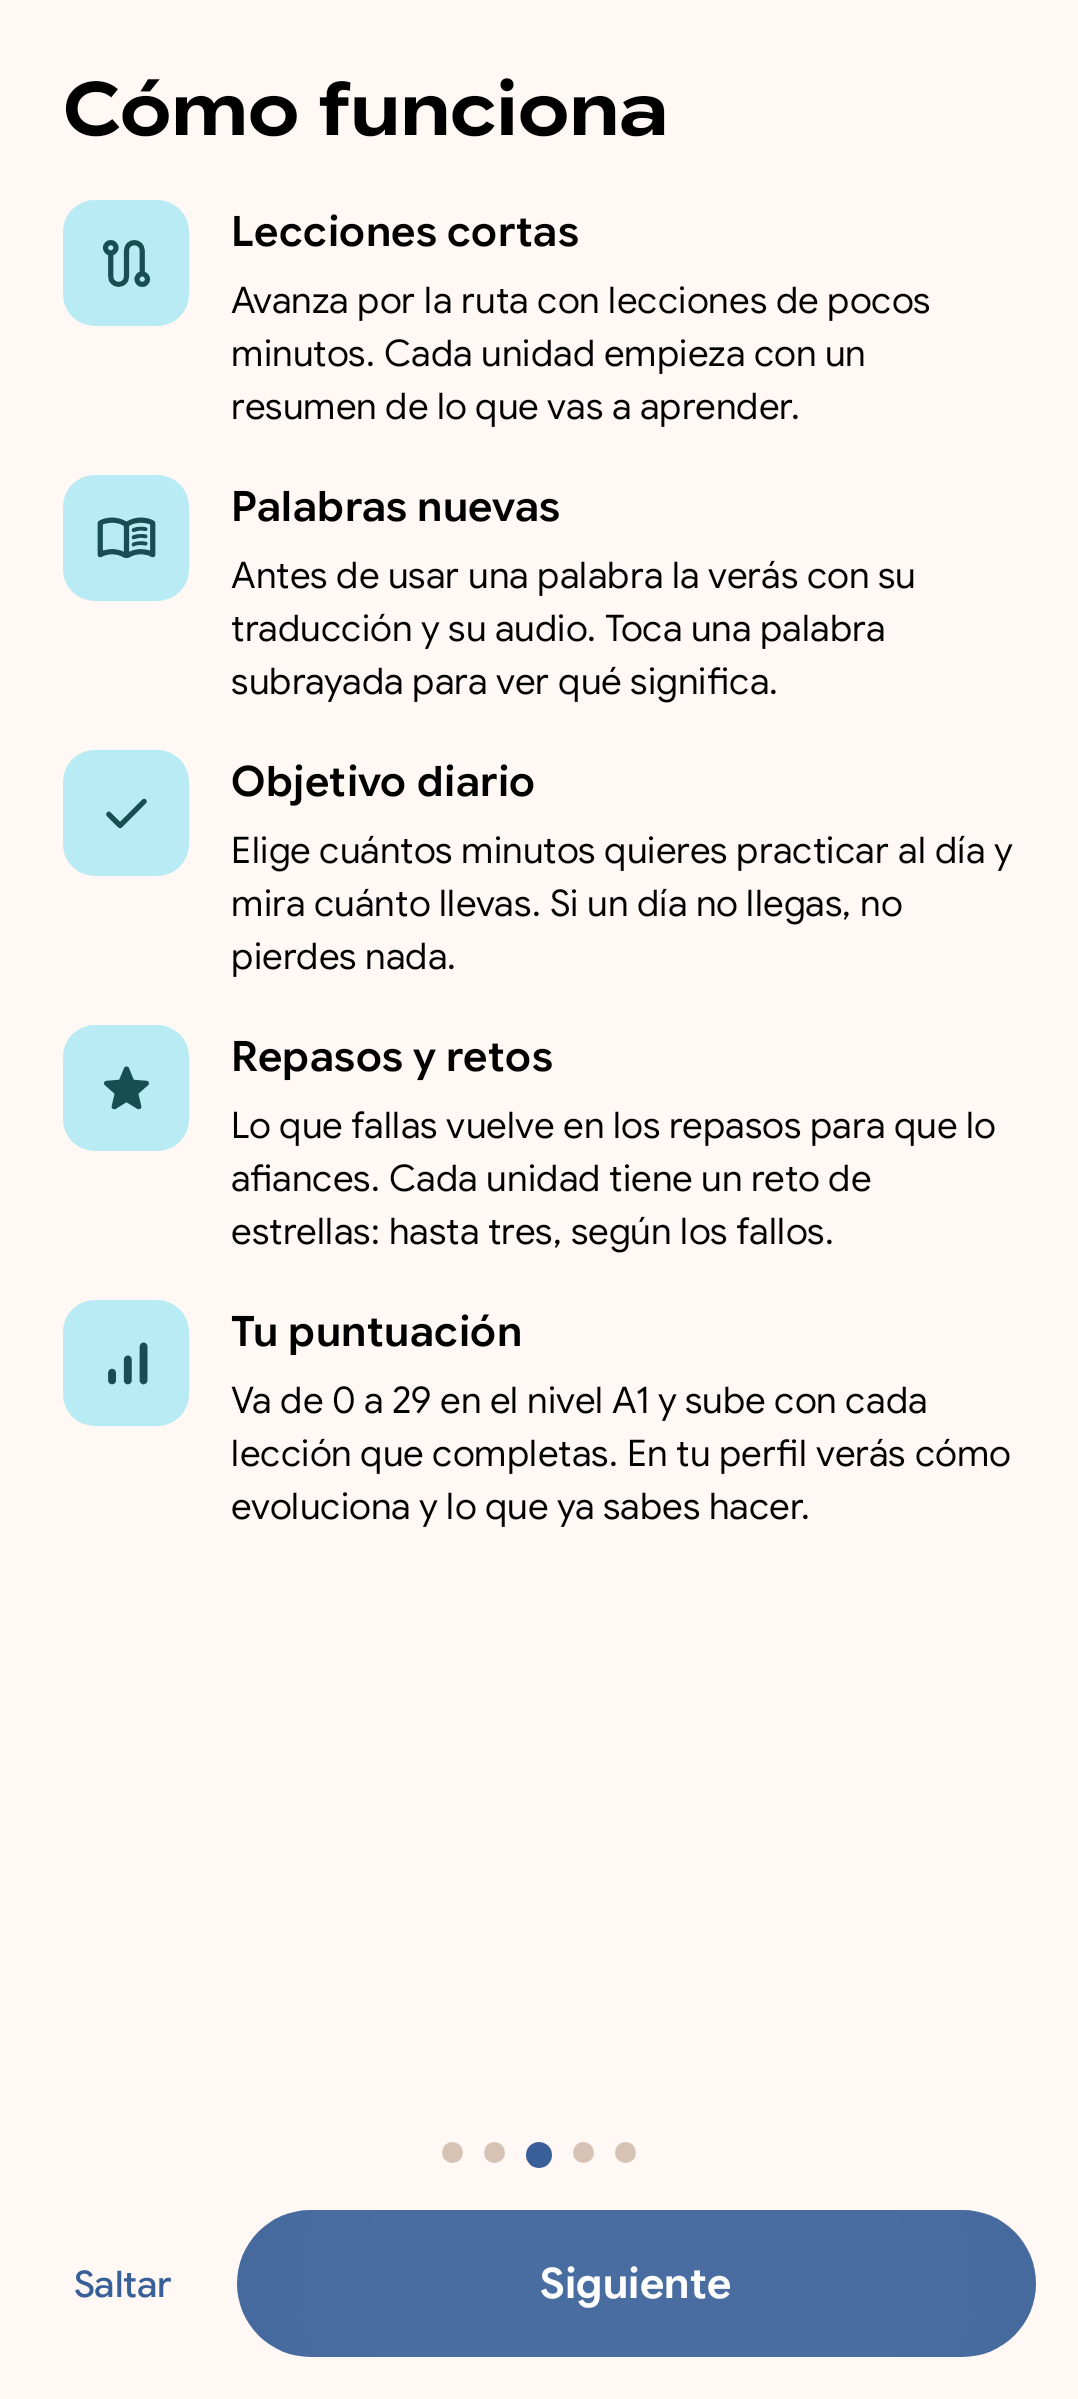 Cómo funciona
Lecciones cortas
Avanza por la ruta con lecciones de pocos
minutos. Cada unidad empieza con un
resumen de lo que vas a aprender.
Palabras nuevas
Antes de usar una palabra la verás con su
traducción y su audio. Toca una palabra
subrayada para ver qué significa.
Objetivo diario
Elige cuántos minutos quieres practicar al día y
mira cuánto llevas. Si un día no llegas, no
pierdes nada.
Repasos y retos
Lo que fallas vuelve en los repasos para que lo
afiances. Cada unidad tiene un reto de
estrellas: hasta tres, según los fallos.
Tu puntuación
Va de 0 a 29 en el nivel A1 y sube con cada
lección que completas. En tu perfil verás cómo
evoluciona y lo que ya sabes hacer.
Saltar
Siguiente